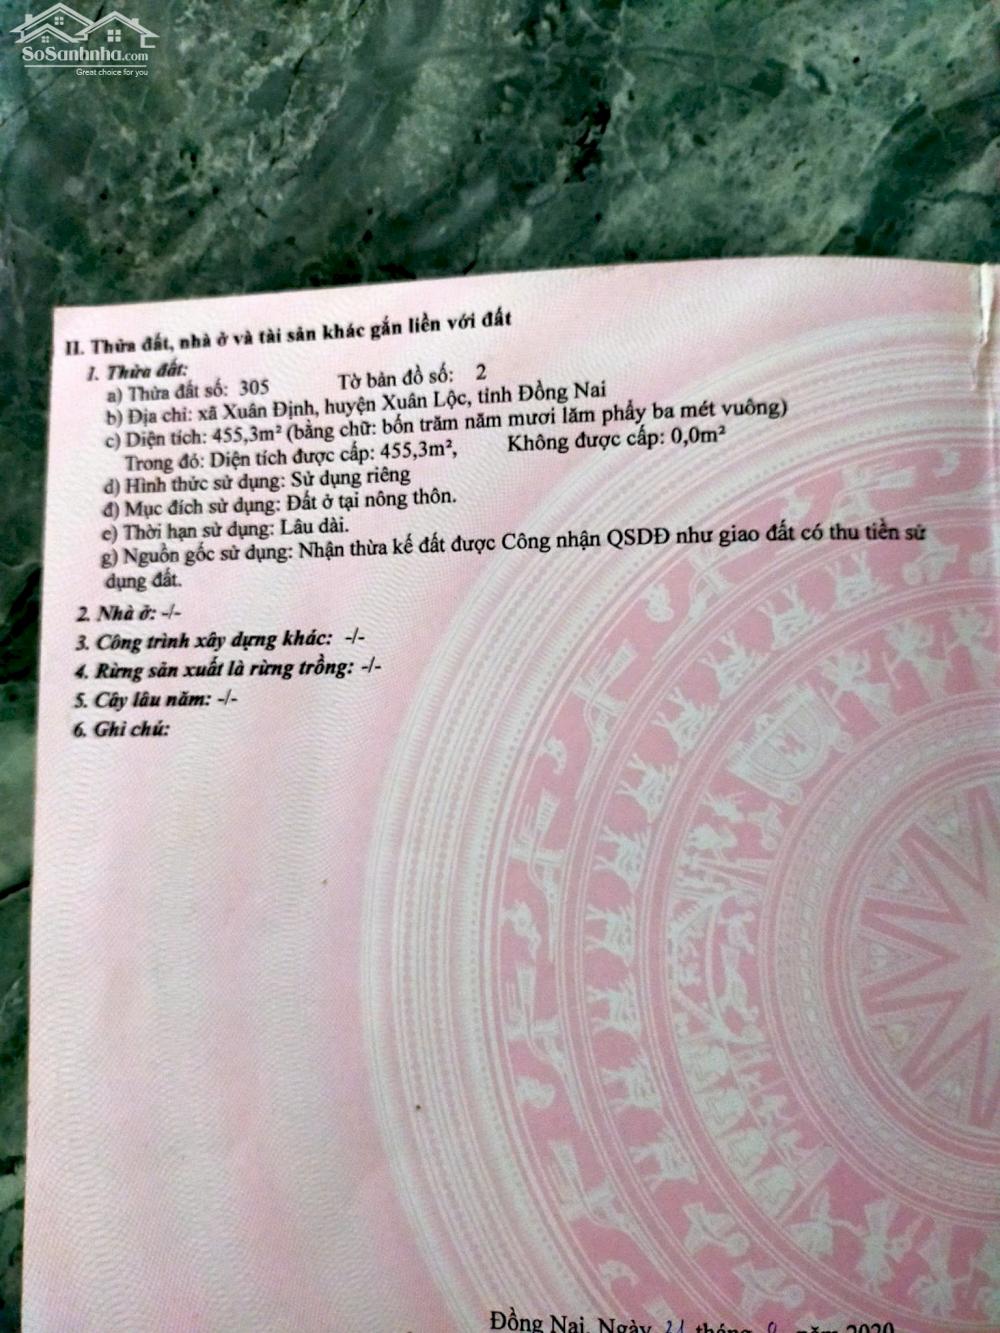 SoSanhnha.com
Great choice for you
II. Thửa đất, nhà ở và tài sản khác gắn liền với đất
1. Thửa đất:
a) Thửa đất số: 305 Tờ bản đồ số: 2
b) Địa chỉ: xã Xuân Định, huyện Xuân Lộc, tỉnh Đồng Nai
c) Diện tích: 455,3m² (bằng chữ: bốn trăm năm mươi lăm phẩy ba mét vuông)
Trong đó: Diện tích được cấp: 455,3m², Không được cấp: 0,0m²
d) Hình thức sử dụng: Sử dụng riêng
đ) Mục đích sử dụng: Đất ở tại nông thôn.
e) Thời hạn sử dụng: Lâu dài.
g) Nguồn gốc sử dụng: Nhận thừa kế đất được Công nhận QSDĐ như giao đất có thu tiền sử
dụng đất.
2. Nhà ở: -/-
3. Công trình xây dựng khác: -/-
4. Rừng sản xuất là rừng trồng: -/-
5. Cây lâu năm: -/-
6. Ghi chú:
Đồng Nai, Ngày 21 tháng năm 2020